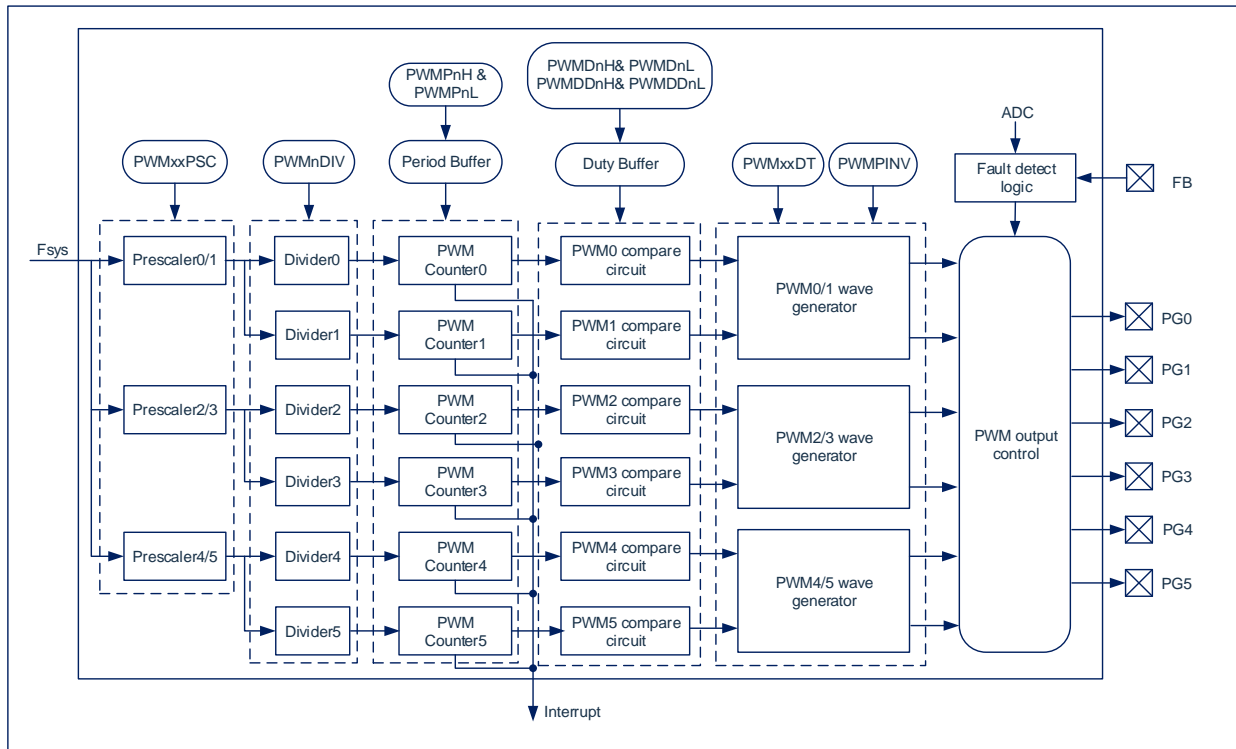 PWMPnH &
PWMPnL
PWMDnH& PWMDnL
PWMDDnH& PWMDDnL
ADC
PWMxxPSC
PWMnDIV
Period Buffer
Duty Buffer
PWMxxDT
PWMPINV
Fault detect
logic
FB
Fsys
Prescaler0/1
Divider0
PWM
Counter0
PWM0 compare
circuit
PWM0/1 wave
generator
Divider1
PWM
Counter1
PWM1 compare
circuit
Prescaler2/3
Divider2
PWM
Counter2
PWM2 compare
circuit
PWM2/3 wave
generator
Divider3
PWM
Counter3
PWM3 compare
circuit
Prescaler4/5
Divider4
PWM
Counter4
PWM4 compare
circuit
PWM4/5 wave
generator
Divider5
PWM
Counter5
PWM5 compare
circuit
PWM output
control
PG0
PG1
PG2
PG3
PG4
PG5
Interrupt